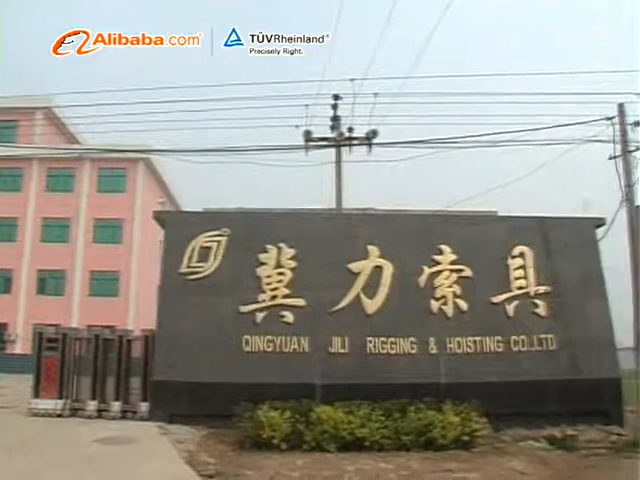 Alibaba.com®
TÜVRheinland®
Precisely Right.
冀力索具
QINGYUAN JILI RIGGING & HOISTING CO.,LTD